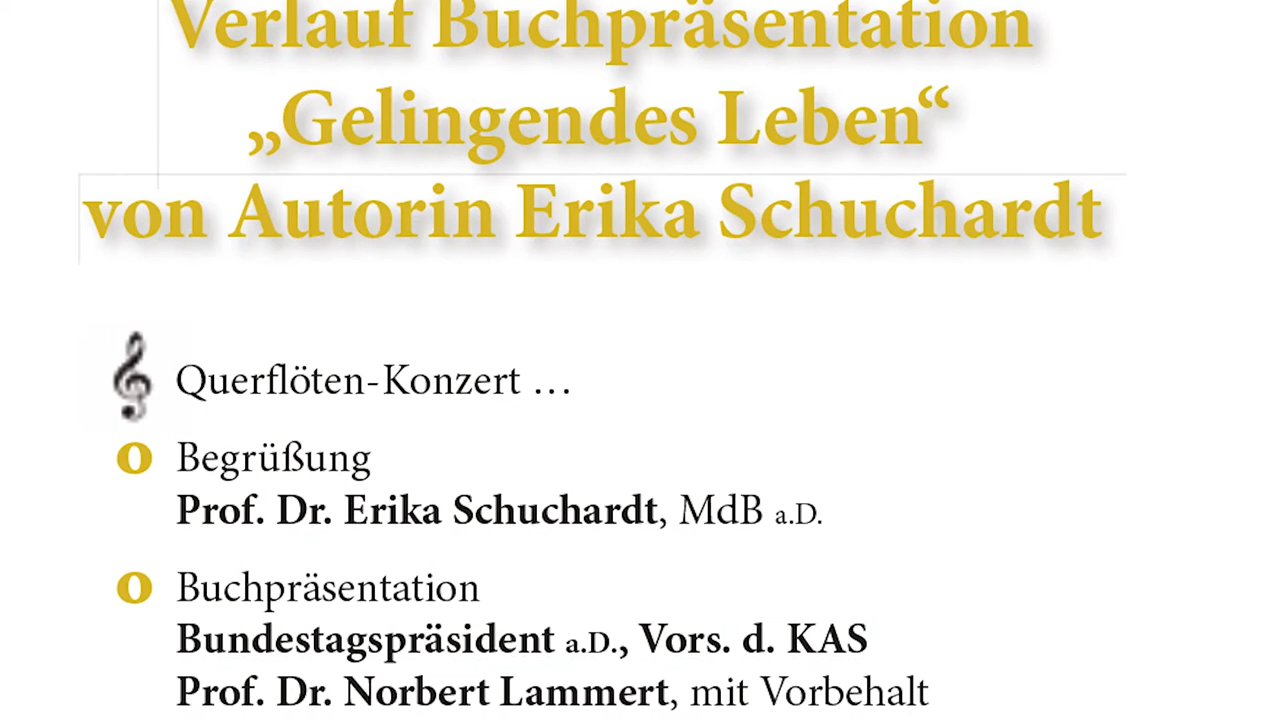 Verlauf Buchpräsentation
„Gelingendes Leben“
von Autorin Erika Schuchardt
Querflöten-Konzert …
o Begrüßung
Prof. Dr. Erika Schuchardt, MdB a.D.
o Buchpräsentation
Bundestagspräsident a.D., Vors. d. KAS
Prof. Dr. Norbert Lammert, mit Vorbehalt